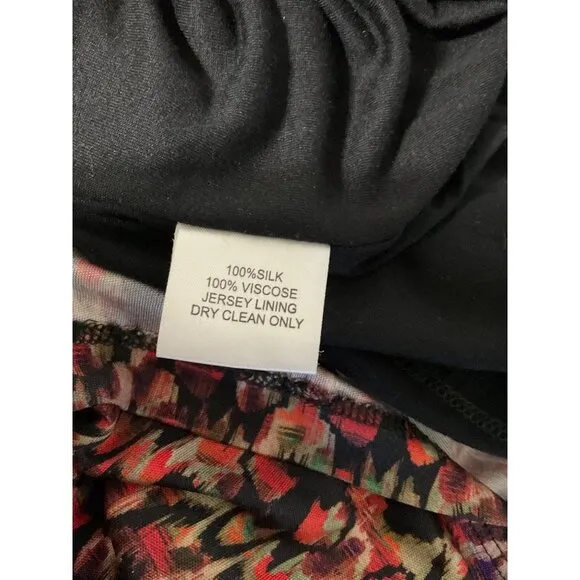 100%SILK
100% VISCOSE
JERSEY LINING
DRY CLEAN ONLY